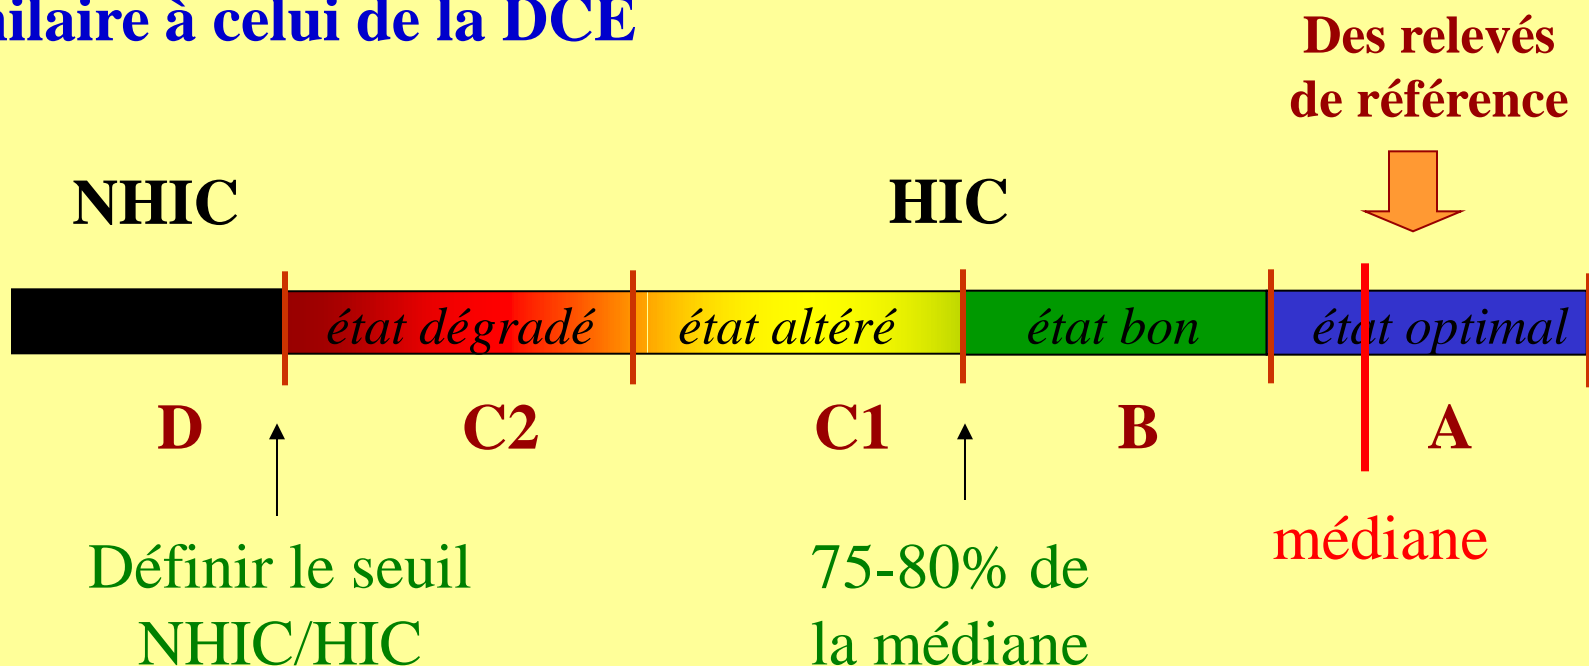 à celui de la DCE
Des relevés
de référence
NHIC
HIC
état dégradé
état altéré
état bon
état optimal
D
C2
C1
B
A
Définir le seuil
NHIC/HIC
75-80% de
la médiane
médiane